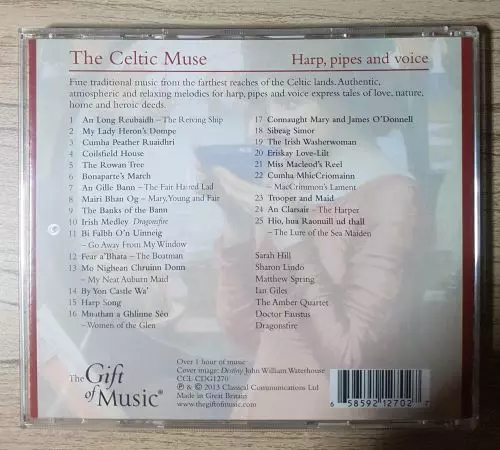 The Celtic Muse
Harp, pipes and voice
Fine traditional music from the farthest reaches of the Celtic lands. Authentic,
atmospheric and relaxing melodies for harp, pipes and voice express tales of love, nature,
home and heroic deeds.
1 An Long Reubaidh – The Reiving Ship
2 My Lady Heron's Dompe
3 Cumha Peather Ruaidhri
4 Coilsfield House
5 The Rowan Tree
6 Bonaparte's March
7 An Gille Bann – The Fair Haired Lad
8 Mairi Bhan Og – Mary, Young and Fair
9 The Banks of the Bann
10 Irish Medley Dragonsfire
11 Bi Falbh O'n Uinneig
– Go Away From My Window
12 Fear a'Bhata – The Boatman
13 Mo Nighean Chruinn Donn
– My Neat Auburn Maid
14 By Yon Castle Wa'
15 Harp Song
16 Mnathan a Ghlinne Seo
– Women of the Glen
17 Connaught Mary and James O'Donnell
18 Sibeag Simor
19 The Irish Washerwoman
20 Eriskay Love-Lilt
21 Miss Macleod's Reel
22 Cumha MhicCriomainn
– MacCrimmon's Lament
23 Trooper and Maid
24 An Clarsair – The Harper
25 Hio, hua Raonuill ud thall
– The Lure of the Sea Maiden
Sarah Hill
Sharon Lindo
Matthew Spring
Ian Giles
The Amber Quartet
Doctor Faustus
Dragonsfire
The Gift
of Music®
Over 1 hour of music
Cover image: Destiny John William Waterhouse
CCL CDG1270
℗ & © 2013 Classical Communications Ltd
Made in Great Britain
www.thegiftofmusic.com
6 58592 12702